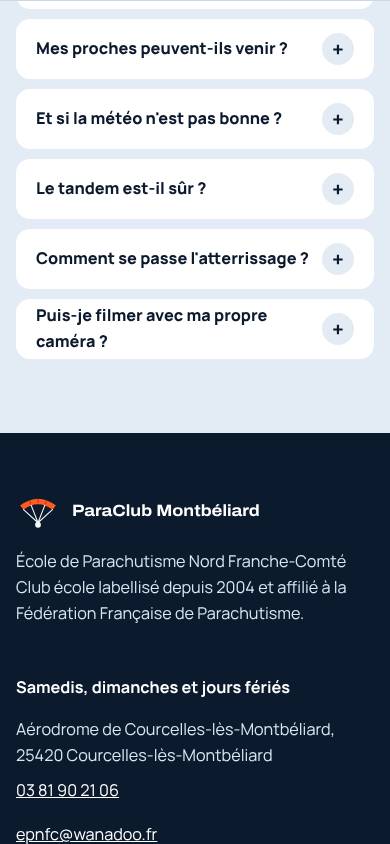 Mes proches peuvent-ils venir ?
Et si la météo n'est pas bonne ?
Le tandem est-il sûr ?
Comment se passe l'atterrissage ?
Puis-je filmer avec ma propre
caméra ?
ParaClub Montbéliard
École de Parachutisme Nord Franche-Comté
Club école labellisé depuis 2004 et affilié à la
Fédération Française de Parachutisme.
Samedis, dimanches et jours fériés
Aérodrome de Courcelles-lès-Montbéliard,
25420 Courcelles-lès-Montbéliard
03 81 90 21 06
epnfc@wanadoo.fr